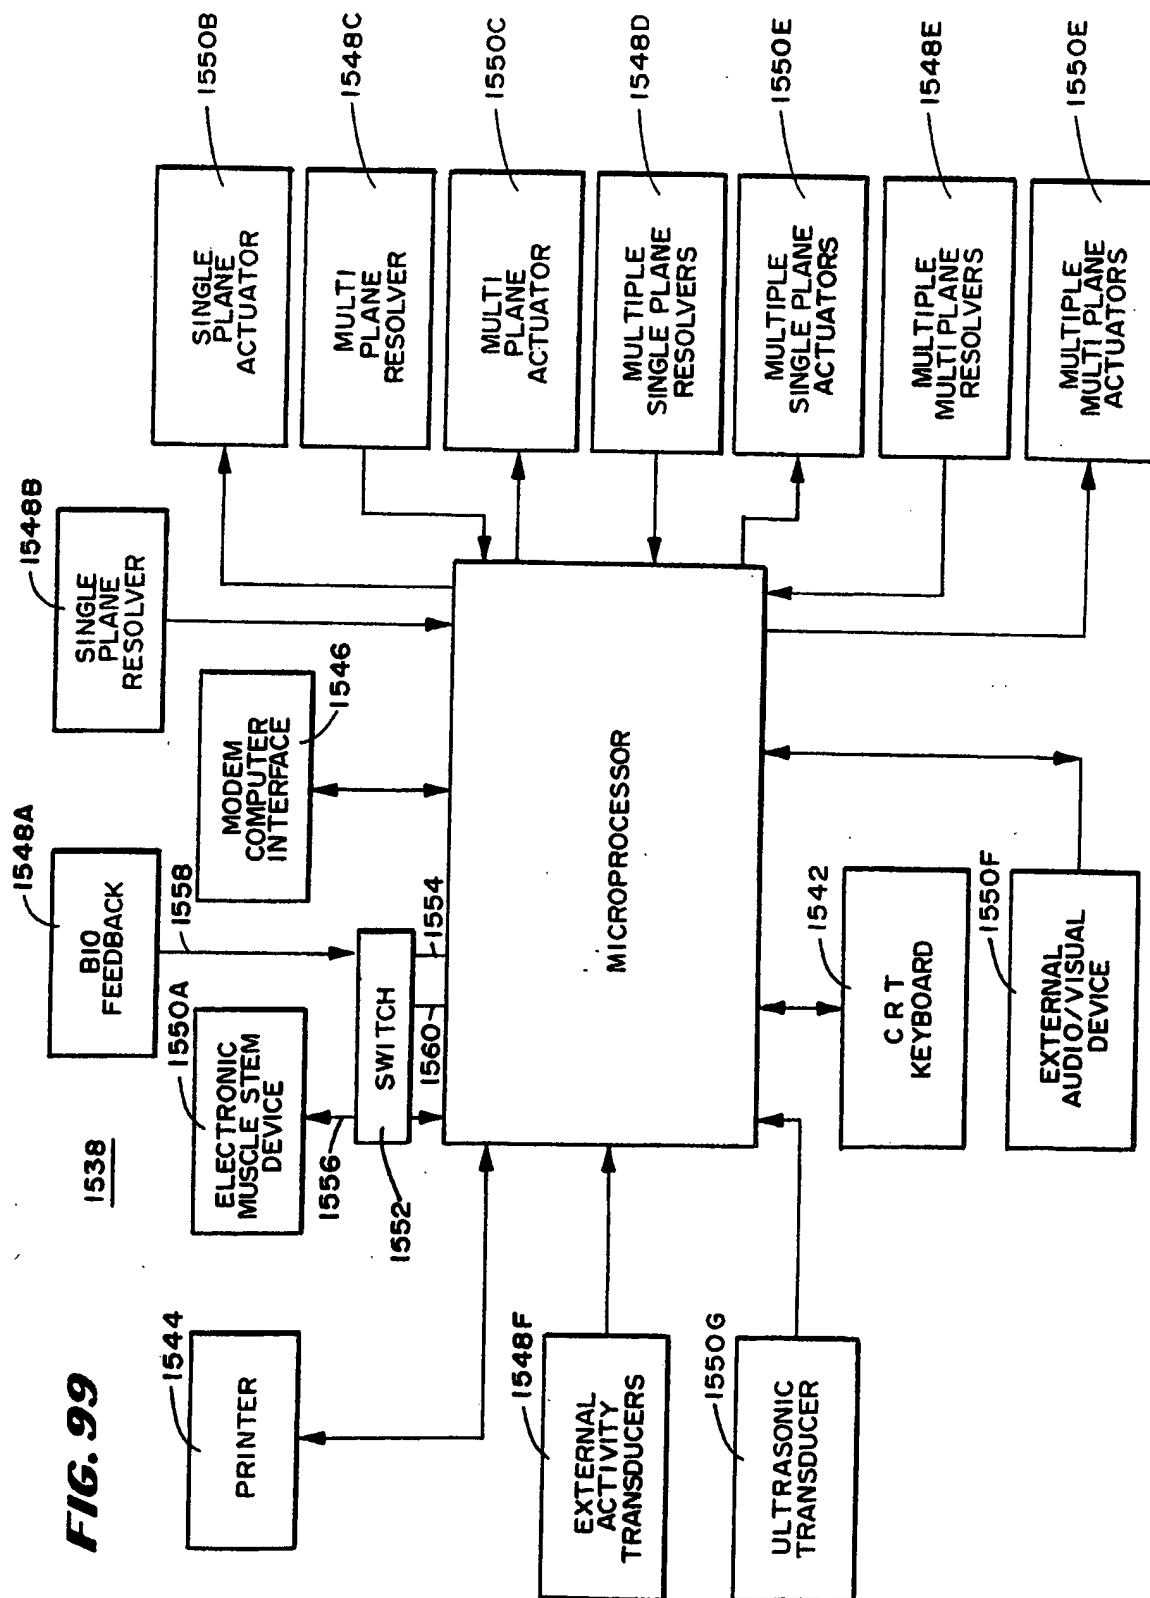 FIG. 99
1538
1544
PRINTER
1550A
ELECTRONIC
MUSCLE STEM
DEVICE
1548A
BIO
FEEDBACK
1548B
SINGLE
PLANE
RESOLVER
1546
MODEM
COMPUTER
INTERFACE
1556
1558
1552
SWITCH
1560
1554
MICROPROCESSOR
1548F
EXTERNAL
ACTIVITY
TRANSDUCERS
1550G
ULTRASONIC
TRANSDUCER
1542
CRT
KEYBOARD
1550F
EXTERNAL
AUDIO/VISUAL
DEVICE
1550B
SINGLE
PLANE
ACTUATOR
1548C
MULTI
PLANE
RESOLVER
1550C
MULTI
PLANE
ACTUATOR
1548D
MULTIPLE
SINGLE PLANE
RESOLVERS
1550E
MULTIPLE
SINGLE PLANE
ACTUATORS
1548E
MULTIPLE
MULTI PLANE
RESOLVERS
1550E
MULTIPLE
MULTI PLANE
ACTUATORS